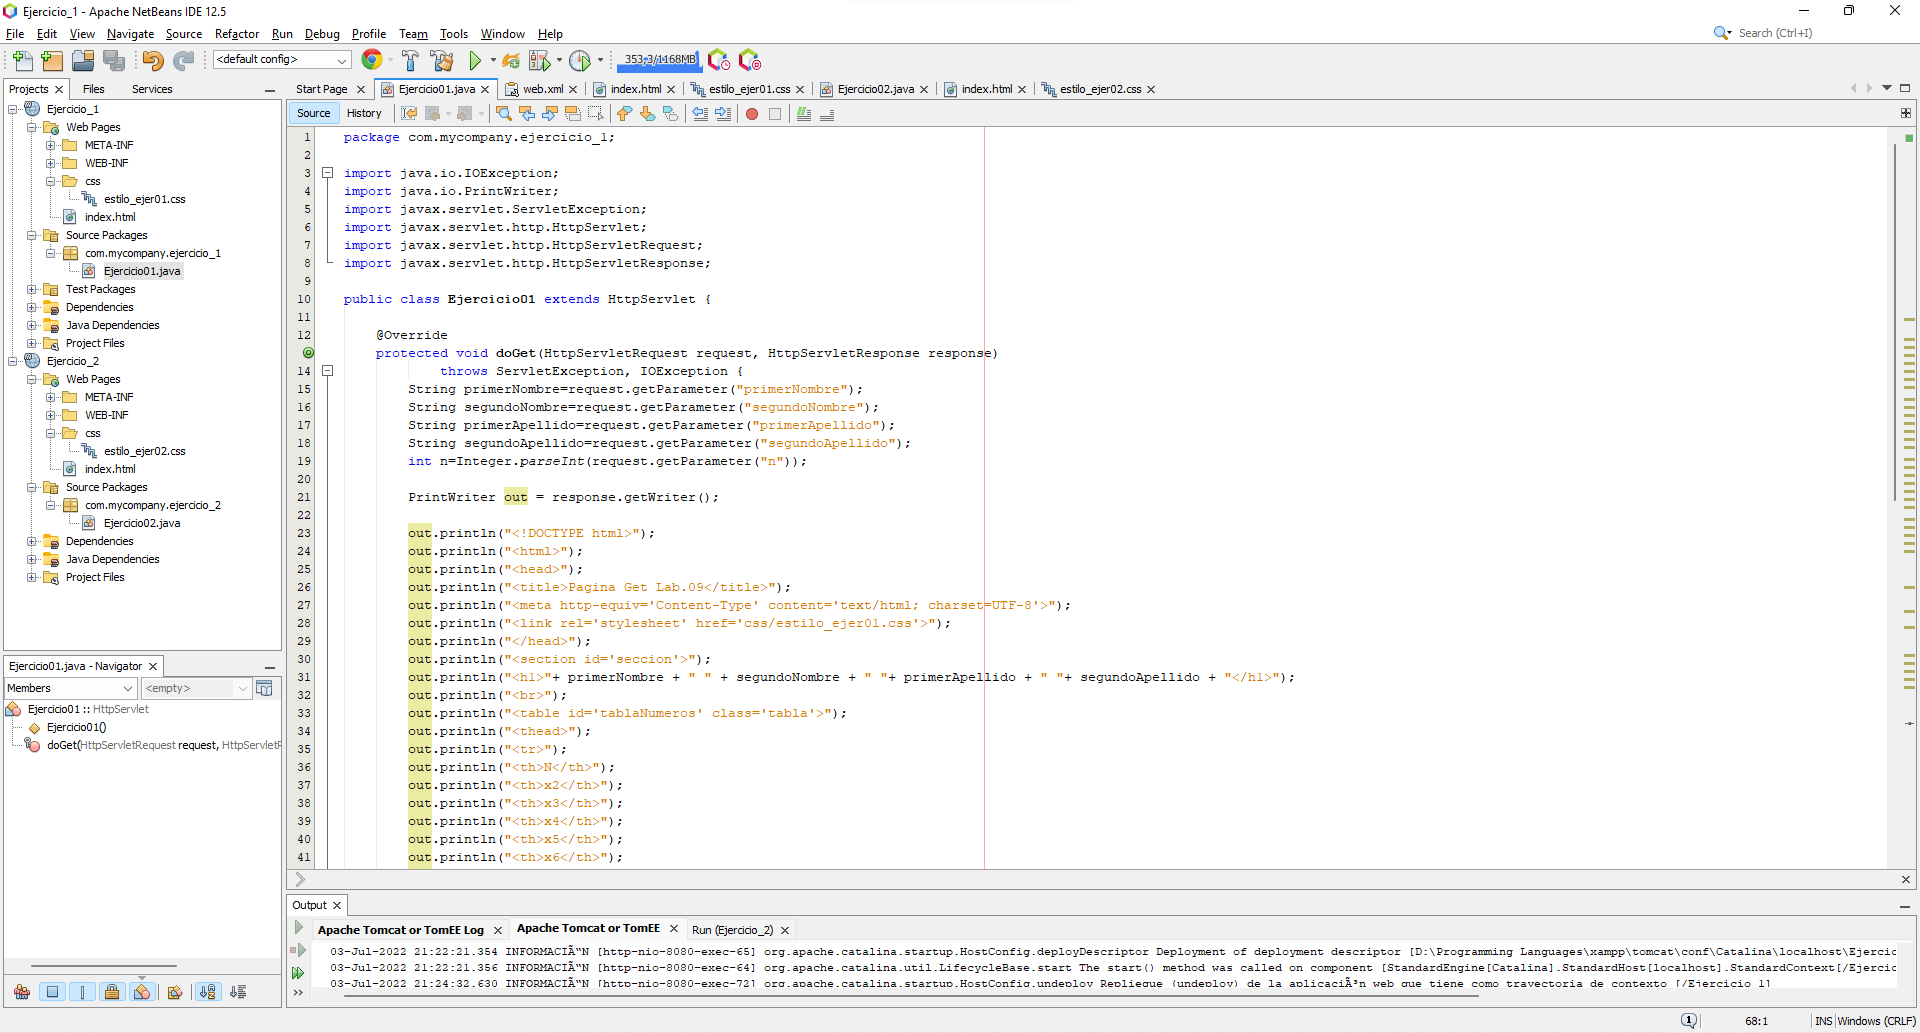 Ejercicio_1 - Apache NetBeans IDE 12.5
File Edit View Navigate Source Refactor Run Debug Profile Team Tools Window Help
Search (Ctrl+I)
<default config>
353,3/1168MB
Projects Files Services
Ejercicio_1
Web Pages
META-INF
WEB-INF
css
estilo_ejer01.css
index.html
Source Packages
com.mycompany.ejercicio_1
Ejercicio01.java
Test Packages
Dependencies
Java Dependencies
Project Files
Ejercicio_2
Web Pages
META-INF
WEB-INF
css
estilo_ejer02.css
index.html
Source Packages
com.mycompany.ejercicio_2
Ejercicio02.java
Dependencies
Java Dependencies
Project Files
Ejercicio01.java - Navigator
Members <empty>
Ejercicio01 :: HttpServlet
Ejercicio01()
doGet(HttpServletRequest request, HttpServletR
Start Page Ejercicio01.java web.xml index.html estilo_ejer01.css Ejercicio02.java index.html estilo_ejer02.css
Source History
1 package com.mycompany.ejercicio_1;
2
3 import java.io.IOException;
4 import java.io.PrintWriter;
5 import javax.servlet.ServletException;
6 import javax.servlet.http.HttpServlet;
7 import javax.servlet.http.HttpServletRequest;
8 import javax.servlet.http.HttpServletResponse;
9
10 public class Ejercicio01 extends HttpServlet {
11
12 @Override
protected void doGet(HttpServletRequest request, HttpServletResponse response)
14 throws ServletException, IOException {
15 String primerNombre=request.getParameter("primerNombre");
16 String segundoNombre=request.getParameter("segundoNombre");
17 String primerApellido=request.getParameter("primerApellido");
18 String segundoApellido=request.getParameter("segundoApellido");
19 int n=Integer.parseInt(request.getParameter("n"));
20
21 PrintWriter out = response.getWriter();
22
23 out.println("<!DOCTYPE html>");
24 out.println("<html>");
25 out.println("<head>");
26 out.println("<title>Pagina Get Lab.09</title>");
27 out.println("<meta http-equiv='Content-Type' content='text/html; charset=UTF-8'>");
28 out.println("<link rel='stylesheet' href='css/estilo_ejer01.css'>");
29 out.println("</head>");
30 out.println("<section id='seccion'>");
31 out.println("<h1>"+ primerNombre + " " + segundoNombre + " "+ primerApellido + " "+ segundoApellido + "</h1>");
32 out.println("<br>");
33 out.println("<table id='tablaNumeros' class='tabla'>");
34 out.println("<thead>");
35 out.println("<tr>");
36 out.println("<th>N</th>");
37 out.println("<th>x2</th>");
38 out.println("<th>x3</th>");
39 out.println("<th>x4</th>");
40 out.println("<th>x5</th>");
41 out.println("<th>x6</th>");
Output
Apache Tomcat or TomEE Log Apache Tomcat or TomEE Run (Ejercicio_2)
03-Jul-2022 21:22:21.354 INFORMACIÃ“N [http-nio-8080-exec-65] org.apache.catalina.startup.HostConfig.deployDescriptor Deployment of deployment descriptor [D:\Programming Languages\xampp\tomcat\conf\Catalina\localhost\Ejercic
03-Jul-2022 21:22:21.356 INFORMACIÃ“N [http-nio-8080-exec-64] org.apache.catalina.util.LifecycleBase.start The start() method was called on component [StandardEngine[Catalina].StandardHost[localhost].StandardContext[/Ejercic
03-Jul-2022 21:24:32.630 INFORMACIÃ“N [http-nio-8080-exec-72] org.apache.catalina.startup.HostConfig.undeploy Repliegue (undeploy) de la aplicaciÃ³n web que tiene como trayectoria de contexto [/Ejercicio_1]
1 68:1 INS Windows (CRLF)